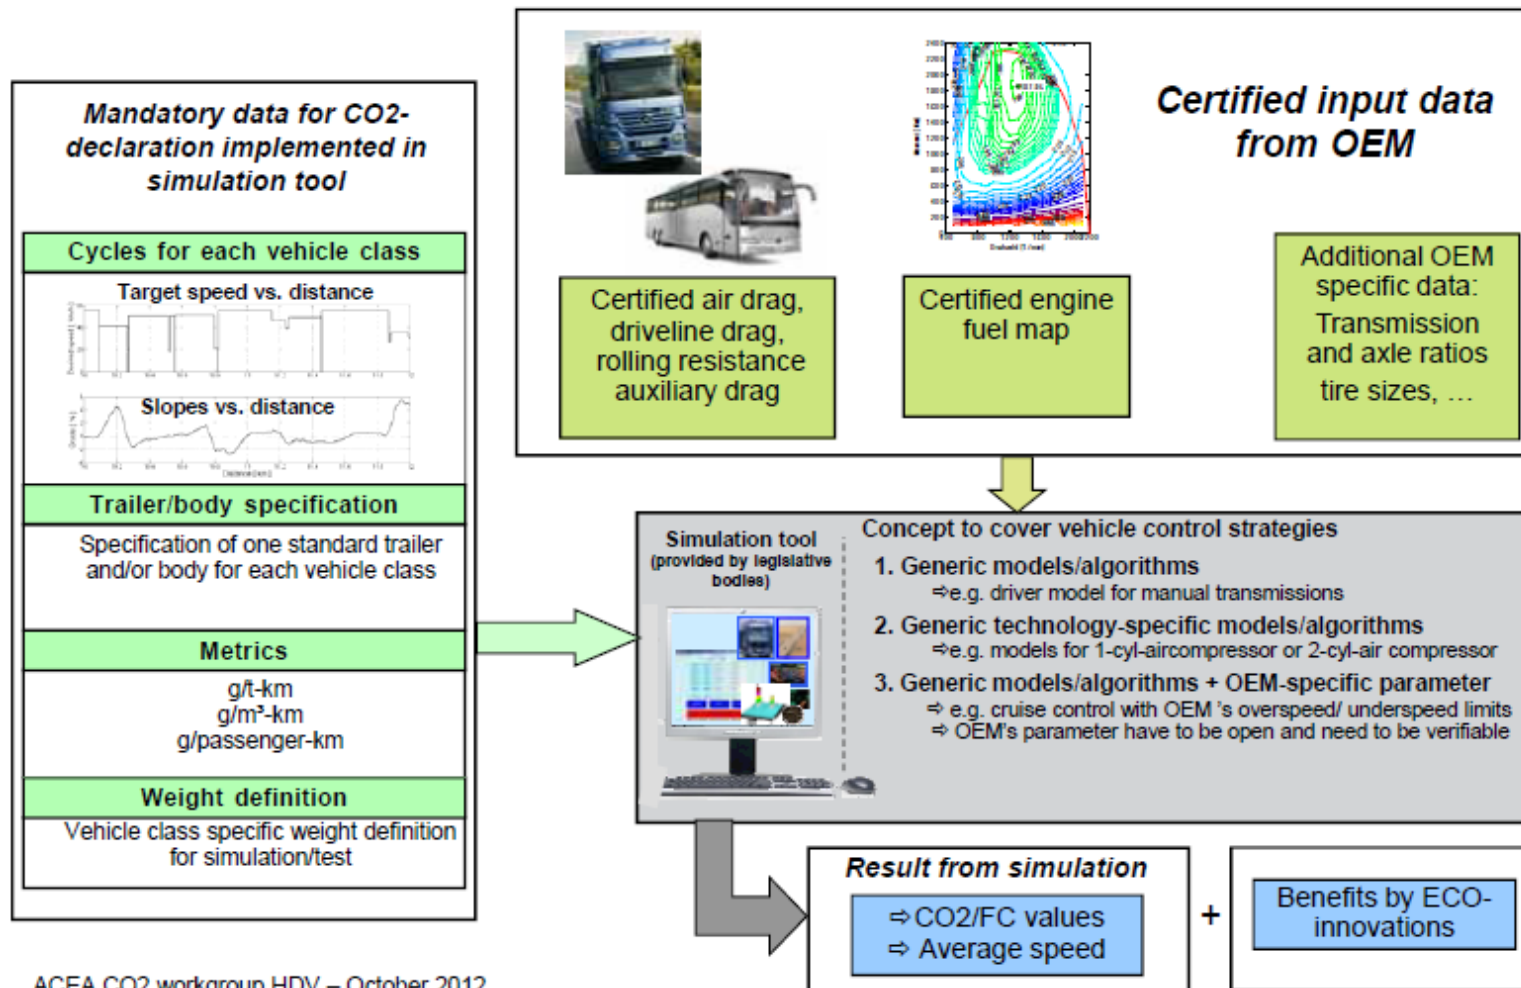 Mandatory data for CO2-
declaration implemented in
simulation tool
Cycles for each vehicle class
Target speed vs. distance
Slopes vs. distance
Distance [km]
Trailer/body specification
Specification of one standard trailer
and/or body for each vehicle class
Metrics
g/t-km
g/m³-km
g/passenger-km
Weight definition
Vehicle class specific weight definition
for simulation/test
Certified input data
from OEM
Certified air drag,
driveline drag,
rolling resistance
auxiliary drag
Certified engine
fuel map
Additional OEM
specific data:
Transmission
and axle ratios
tire sizes, …
Simulation tool
(provided by legislative
bodies)
Concept to cover vehicle control strategies
1. Generic models/algorithms
⇨e.g. driver model for manual transmissions
2. Generic technology-specific models/algorithms
⇨e.g. models for 1-cyl-aircompressor or 2-cyl-air compressor
3. Generic models/algorithms + OEM-specific parameter
⇨ e.g. cruise control with OEM 's overspeed/ underspeed limits
⇨ OEM's parameter have to be open and need to be verifiable
Result from simulation
⇨ CO2/FC values
⇨ Average speed
+
Benefits by ECO-
innovations
ACEA CO2 workgroup HDV – October 2012